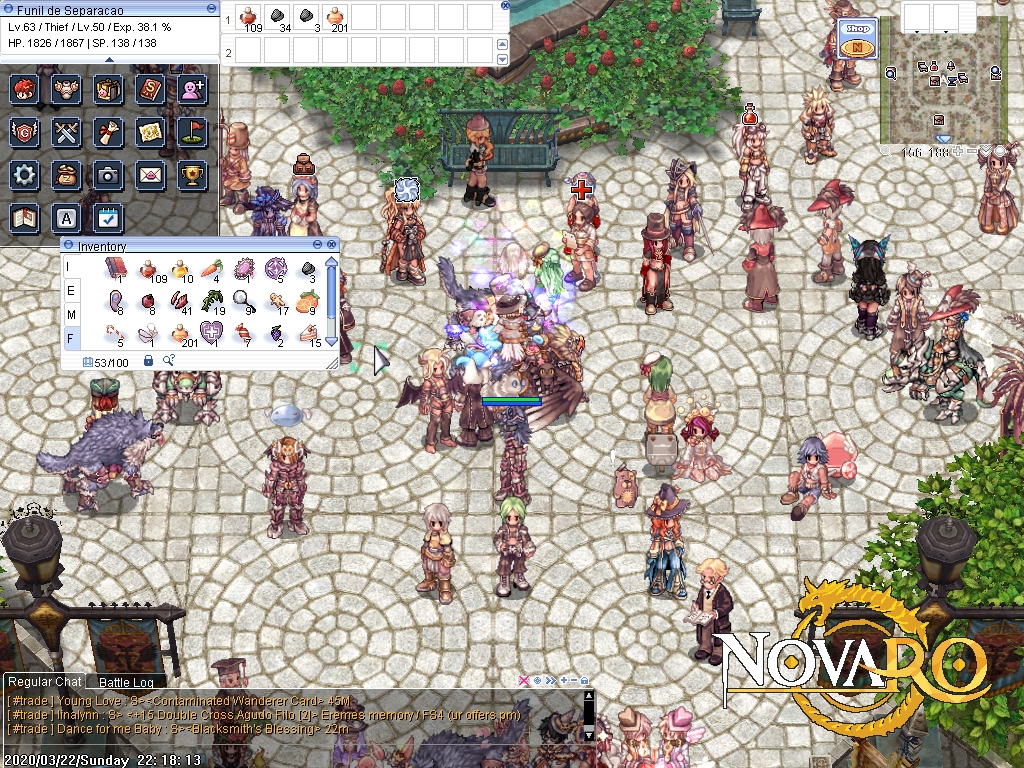 Funil de Separacao
Lv.63 / Thief / Lv.50 / Exp. 38.1 %
HP. 1826 / 1867 | SP. 138 / 138
1
109
34
3
201
2
Shop
N
G
A
Inventory
I
E
M
F
1
109
10
4
1
5
3
8
8
41
19
9
17
9
5
1
201
1
7
2
15
53/100
NOVARO
Regular Chat
Battle Log
[ #trade ] Young Love : S> <Contaminated Wanderer Card> 45M
[ #trade ] Ilnalynn : S> <+15 Double Cross Agudo Filo [2]> Eremes memory / FS4 (ur offers pm)
[ #trade ] Dance for me Baby : S><Blacksmith's Blessing> 22m
2020/03/22/Sunday 22:18:13